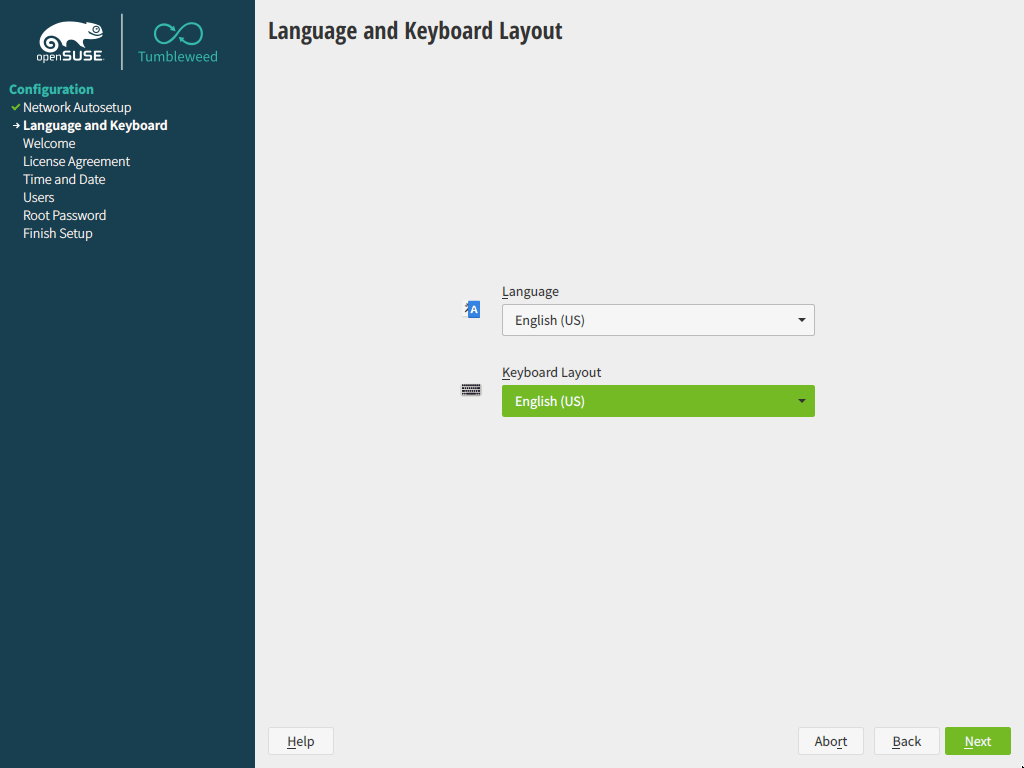 openSUSE
Tumbleweed
Configuration
Network Autosetup
Language and Keyboard
Welcome
License Agreement
Time and Date
Users
Root Password
Finish Setup
Language and Keyboard Layout
Language
English (US)
Keyboard Layout
English (US)
Help
Abort
Back
Next